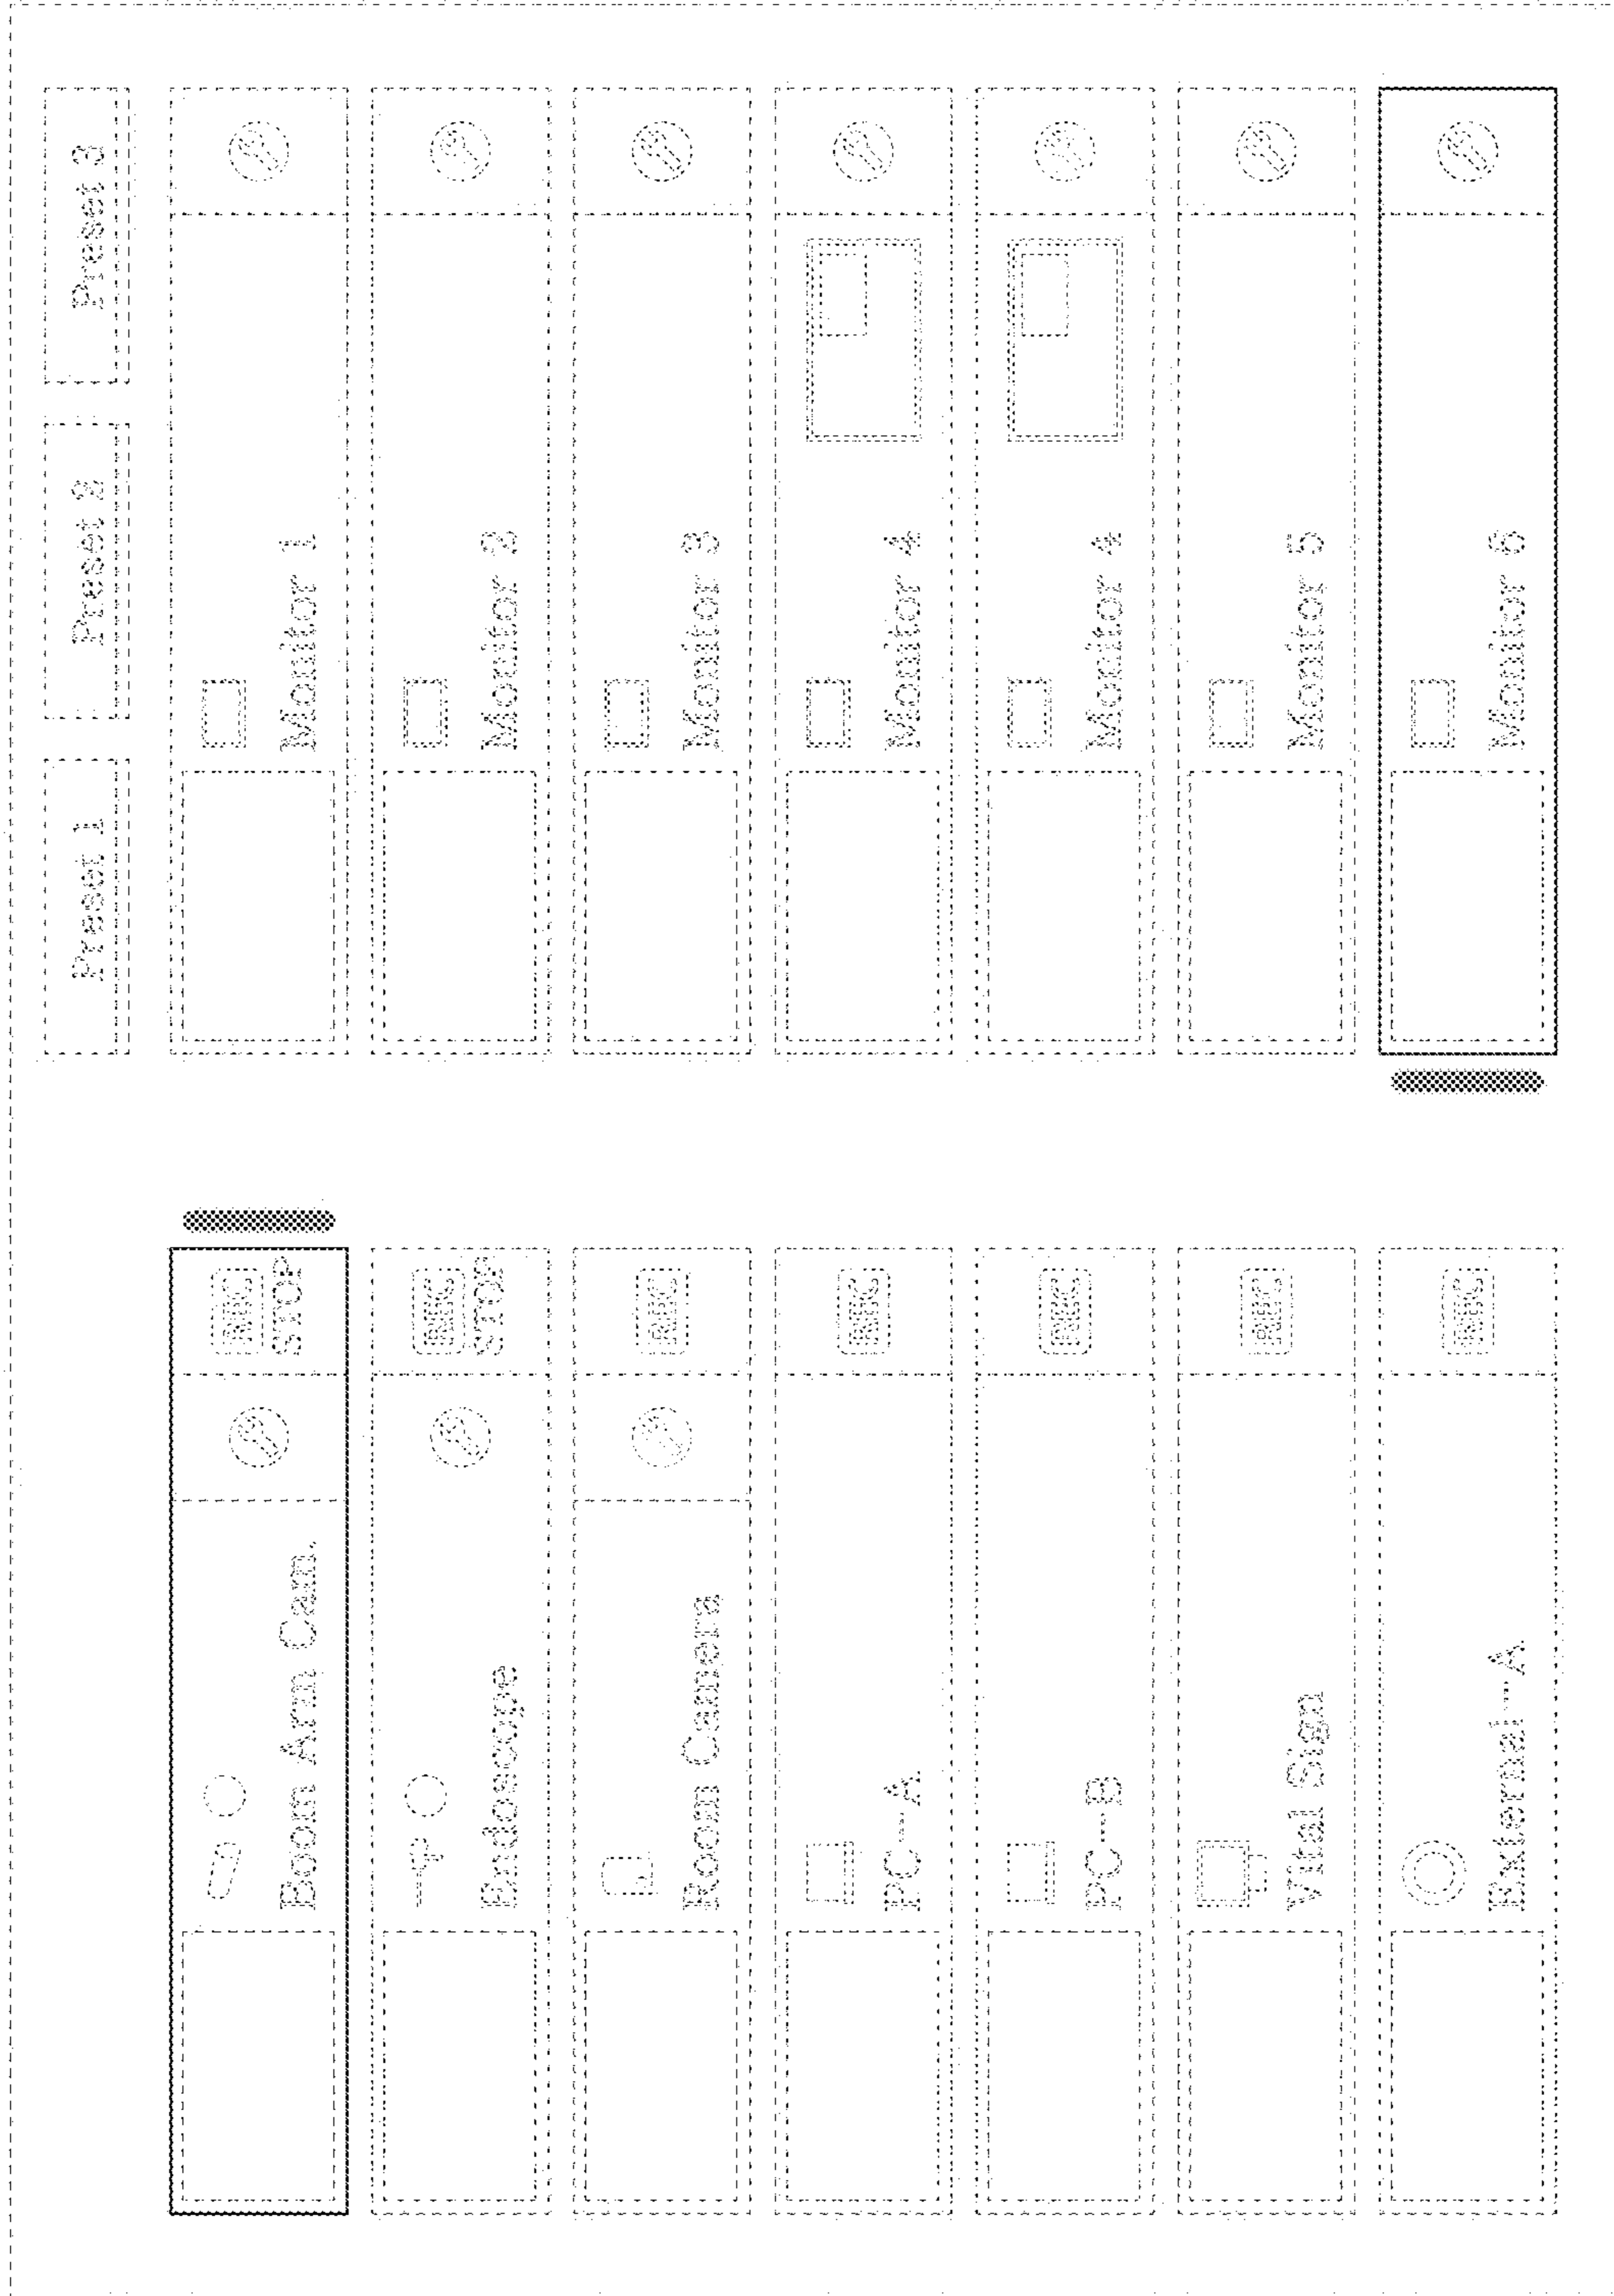 Preset 1
Preset 2
Preset 3
Boom Arm Cam.
REC
STOP
Endoscope
REC
STOP
Room Camera
REC
PC-A
REC
PC-B
REC
Vital Sign
REC
External-A
REC
Monitor 1
Monitor 2
Monitor 3
Monitor 4
Monitor 4
Monitor 5
Monitor 6